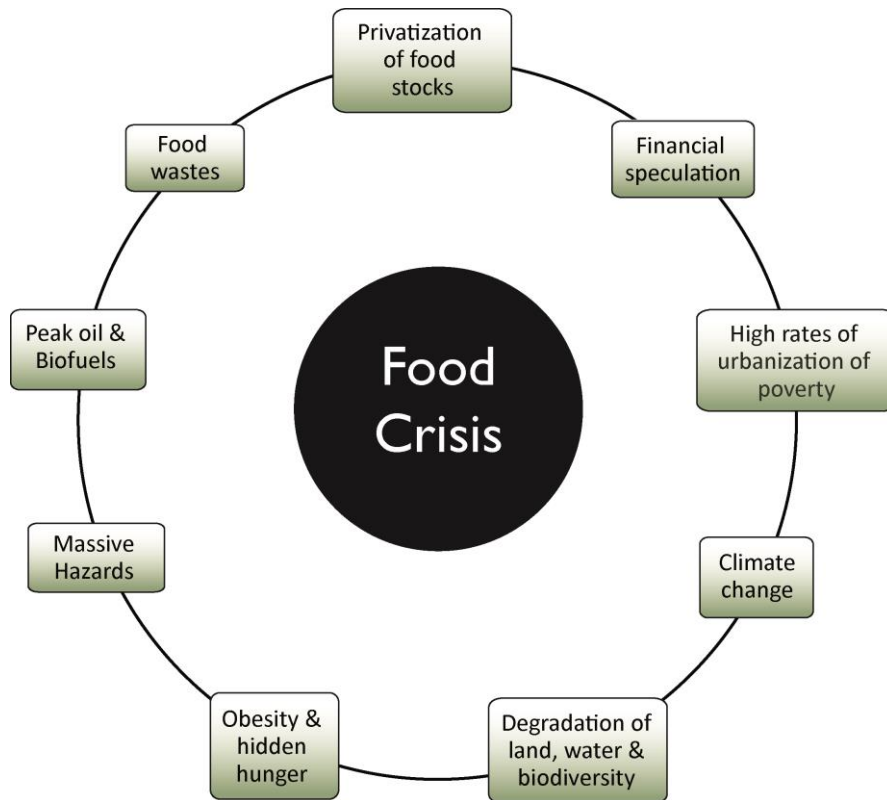 Privatization
of food
stocks
Financial
speculation
High rates of
urbanization of
poverty
Climate
change
Degradation of
land, water &
biodiversity
Obesity &
hidden
hunger
Massive
Hazards
Peak oil &
Biofuels
Food
wastes
Food
Crisis